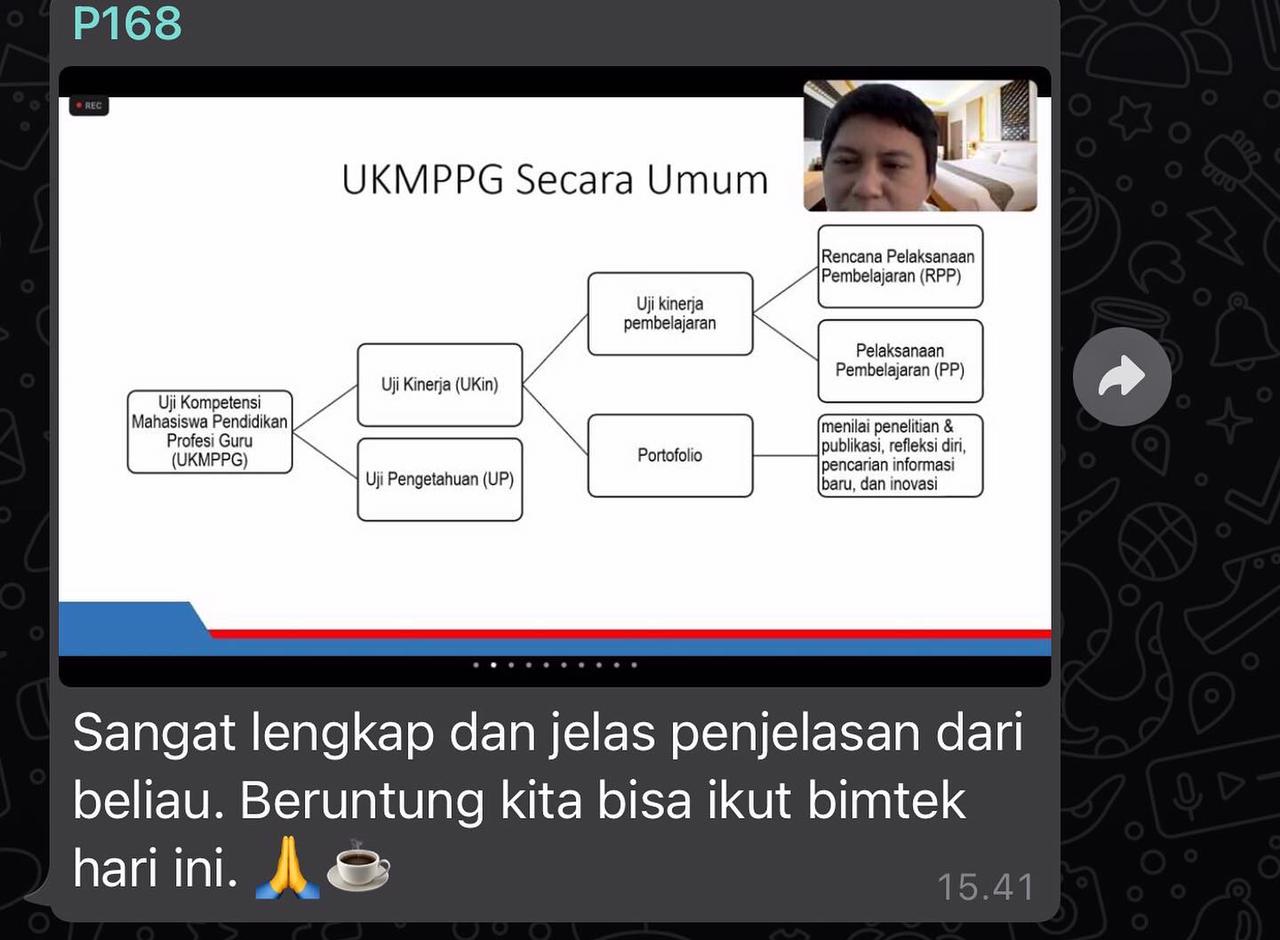 P168
REC
UKMPPG Secara Umum
Rencana Pelaksanaan
Pembelajaran (RPP)
Uji kinerja
pembelajaran
Pelaksanaan
Pembelajaran (PP)
Uji Kinerja (UKin)
Uji Kompetensi
Mahasiswa Pendidikan
Profesi Guru
(UKMPPG)
Portofolio
menilai penelitian &
publikasi, refleksi diri,
pencarian informasi
baru, dan inovasi
Uji Pengetahuan (UP)
Sangat lengkap dan jelas penjelasan dari
beliau. Beruntung kita bisa ikut bimtek
hari ini. 🙏☕
15.41